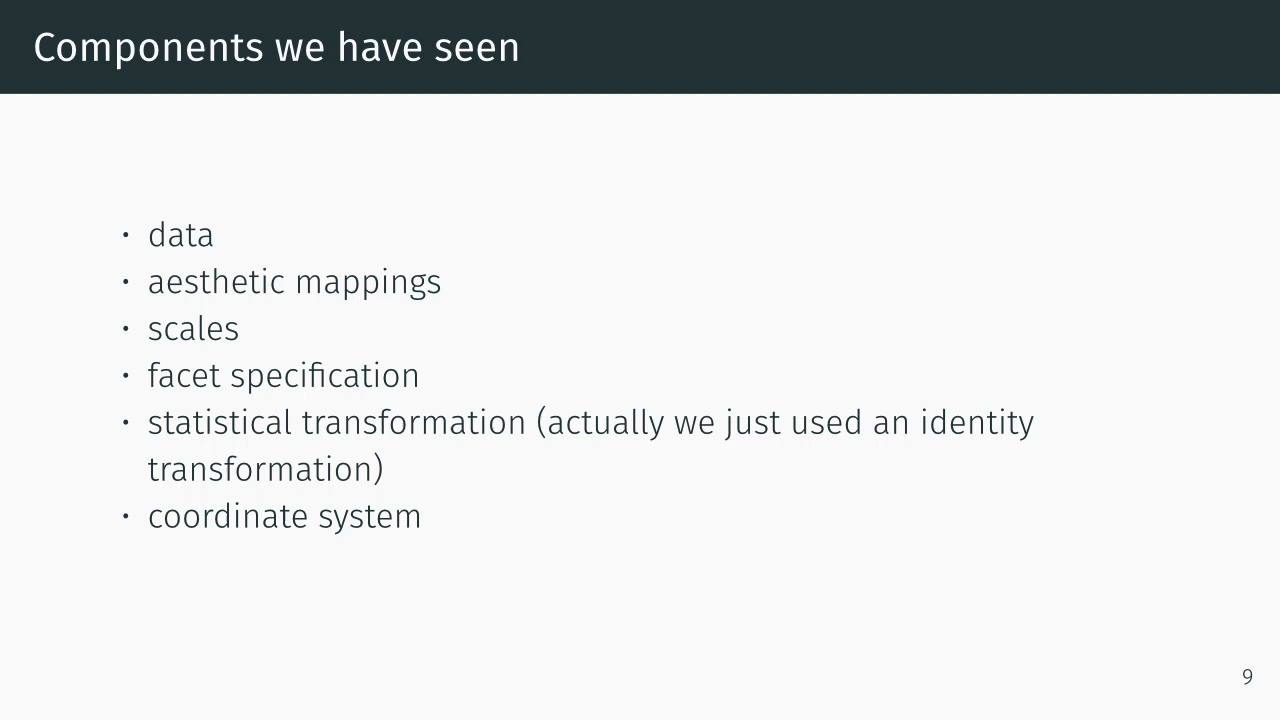 Components we have seen
• data
• aesthetic mappings
• scales
• facet specification
• statistical transformation (actually we just used an identity
transformation)
• coordinate system
9